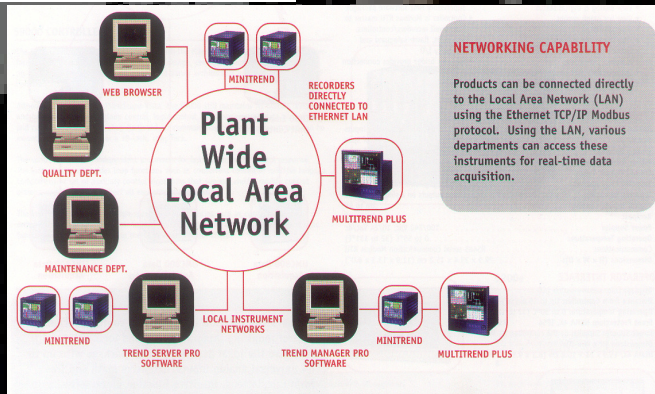 WEB BROWSER
MINITREND
RECORDERS
DIRECTLY
CONNECTED TO
ETHERNET LAN
QUALITY DEPT.
Plant
Wide
Local Area
Network
MULTITREND PLUS
MAINTENANCE DEPT.
MINITREND
TREND SERVER PRO
SOFTWARE
LOCAL INSTRUMENT
NETWORKS
TREND MANAGER PRO
SOFTWARE
MINITREND
MULTITREND PLUS
NETWORKING CAPABILITY
Products can be connected directly
to the Local Area Network (LAN)
using the Ethernet TCP/IP Modbus
protocol. Using the LAN, various
departments can access these
instruments for real-time data
acquisition.